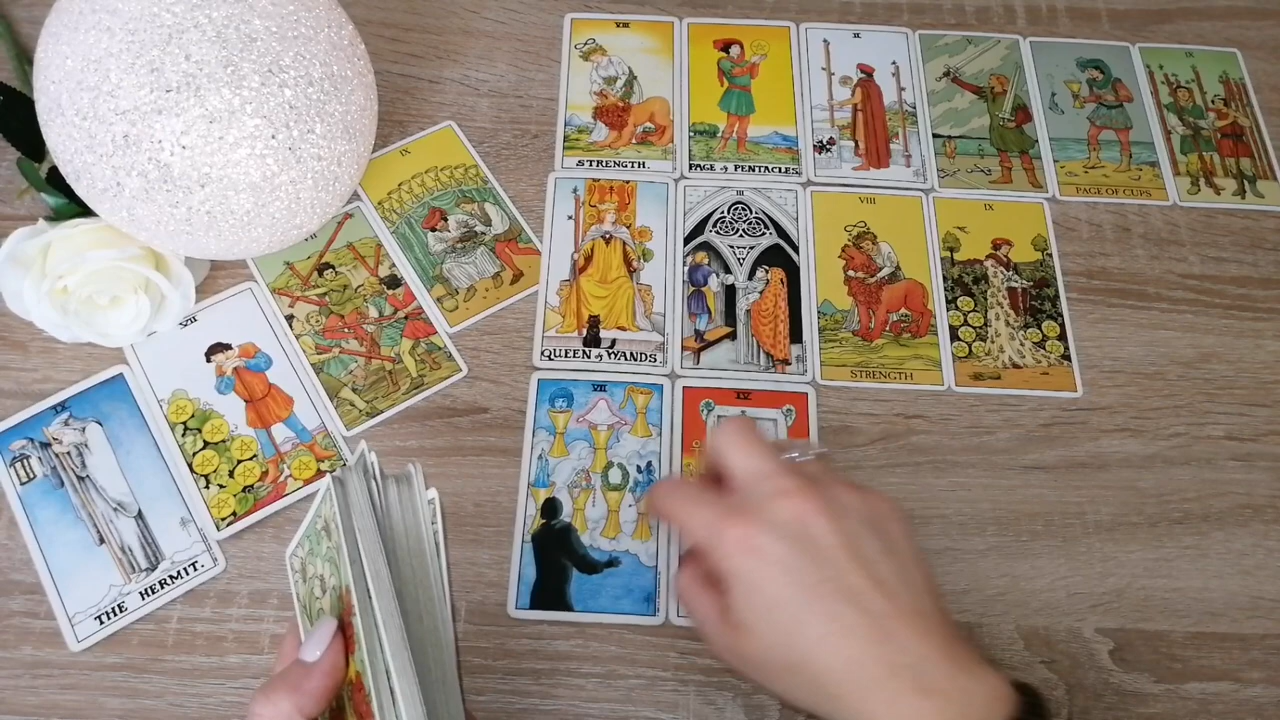 VIII
STRENGTH.
PAGE of PENTACLES.
II
V
PAGE OF CUPS
IX
QUEEN of WANDS.
III
VIII
STRENGTH
IX
VII
IV
IX
VII
VII
IX
THE HERMIT.